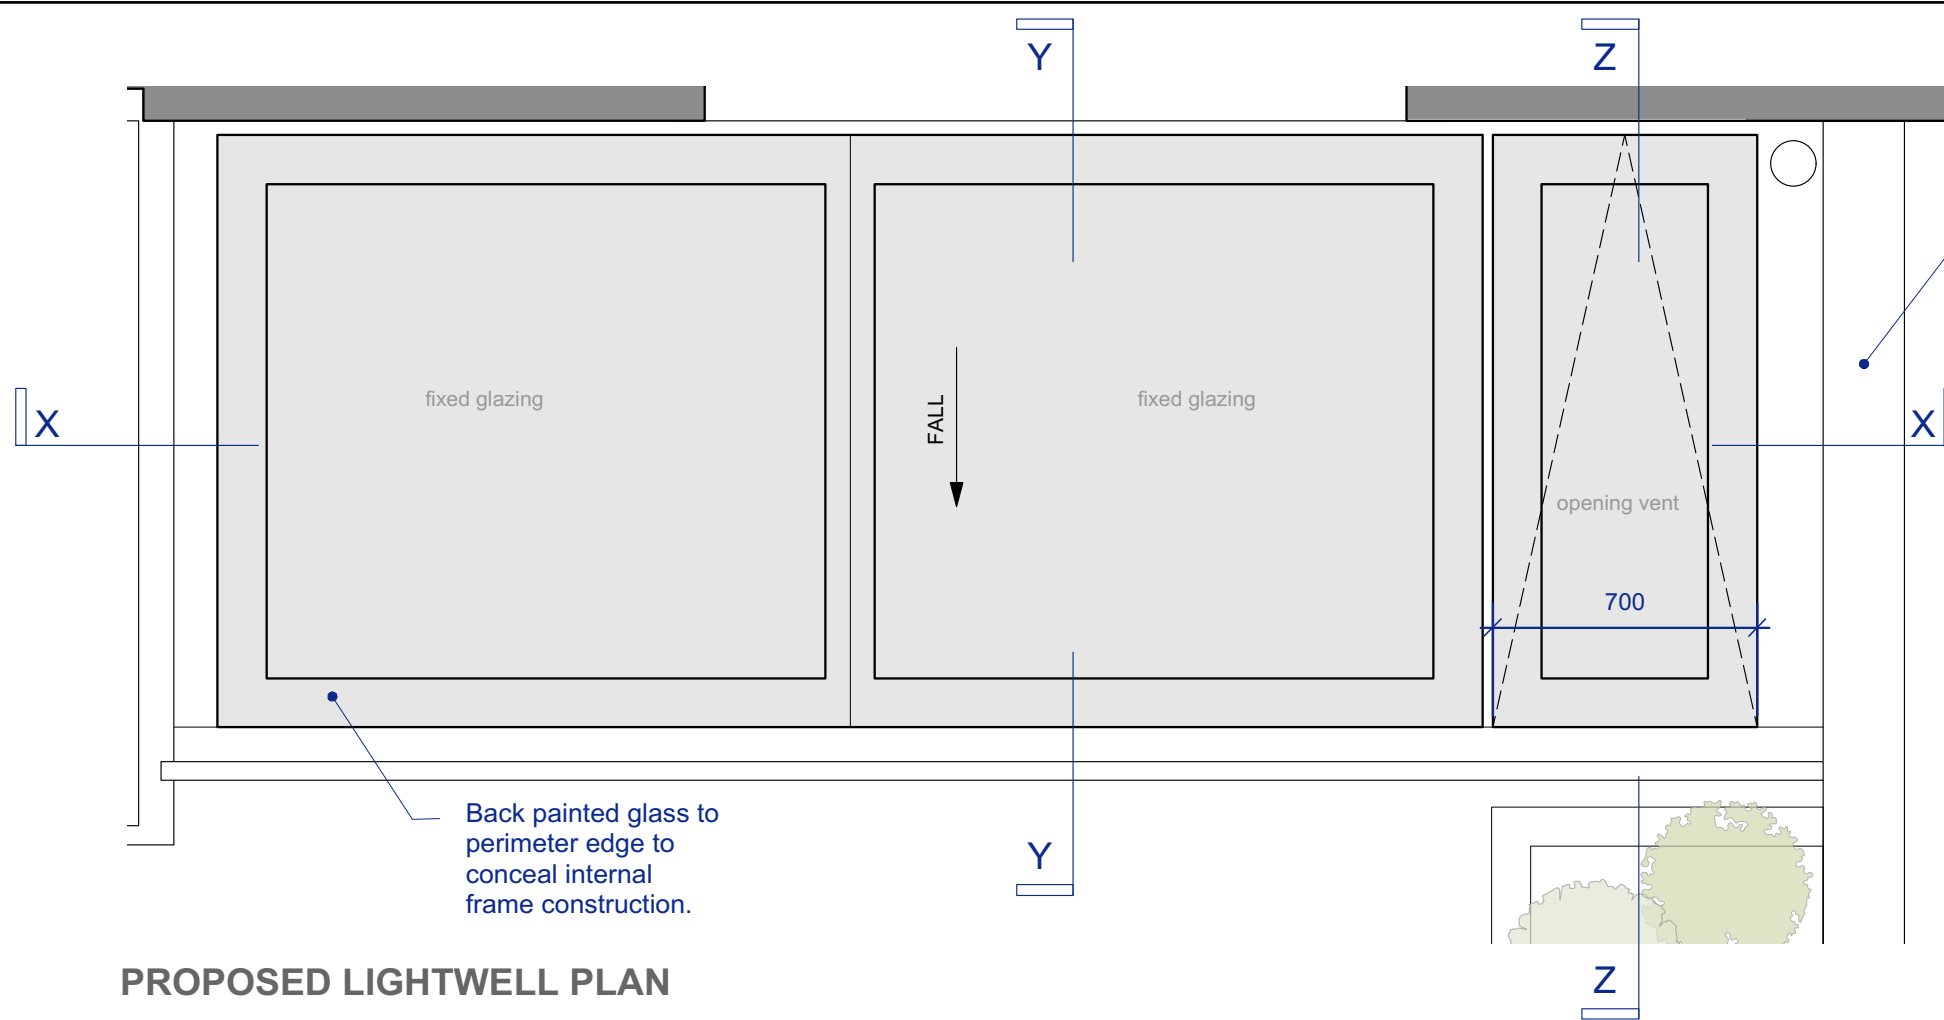 Y
Z
fixed glazing
FALL
fixed glazing
X
X
opening vent
700
Back painted glass to
perimeter edge to
conceal internal
frame construction.
Y
PROPOSED LIGHTWELL PLAN
Z